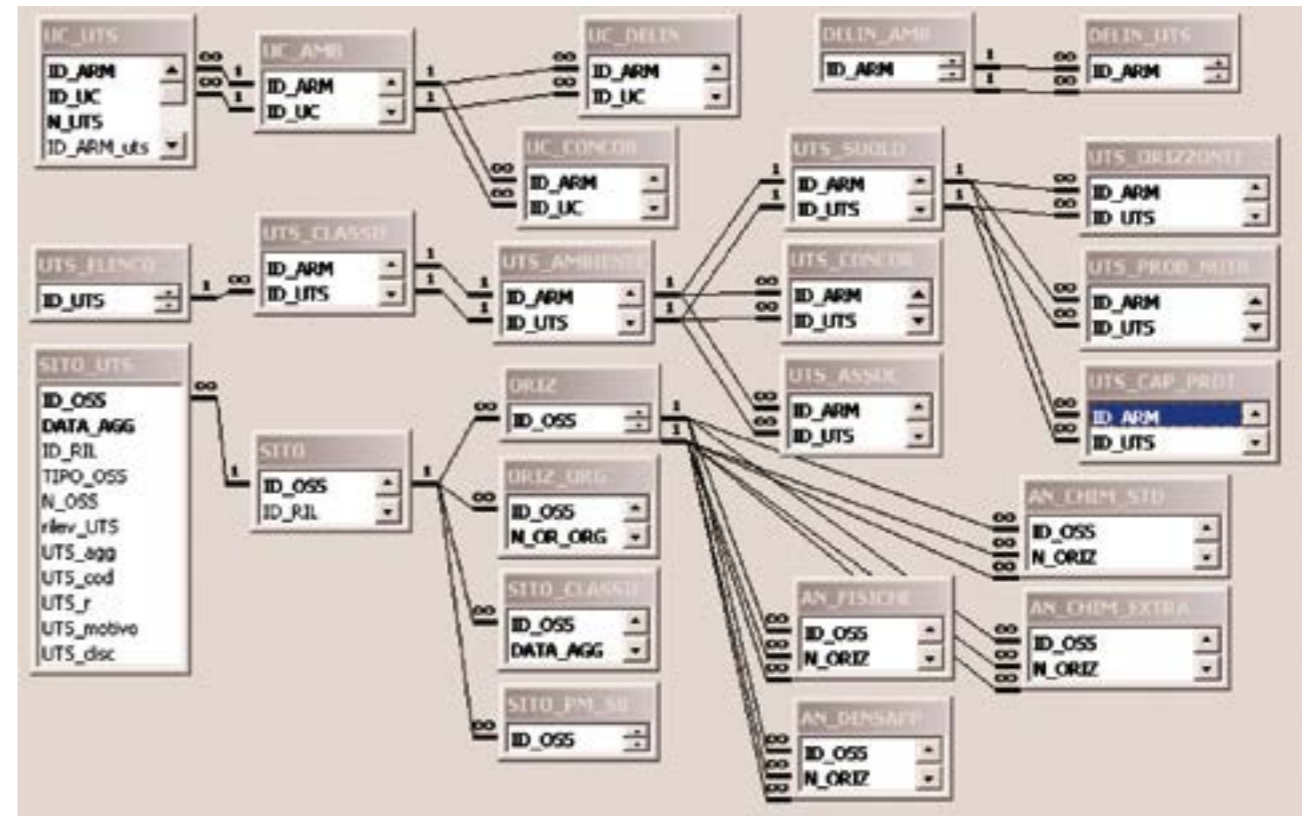 UC_UTS
ID_ARM
ID_UC
N_UTS
ID_ARM_uts
UC_AMB
ID_ARM
ID_UC
UC_DELIN
ID_ARM
ID_UC
DELIN_AMB
ID_ARM
DELIN_UTS
ID_ARM
UC_CONCOR
ID_ARM
ID_UC
UTS_SUOLO
ID_ARM
ID_UTS
UTS_ORIZZONTI
ID_ARM
ID_UTS
UTS_ELENCO
ID_UTS
UTS_CLASSIF
ID_ARM
ID_UTS
UTS_AMBIENTE
ID_ARM
ID_UTS
UTS_CONCOR
ID_ARM
ID_UTS
UTS_PROB_NUTR
ID_ARM
ID_UTS
UTS_ASSOC
ID_ARM
ID_UTS
UTS_CAP_PROT
ID_ARM
ID_UTS
SITO_UTS
ID_OSS
DATA_AGG
ID_RIL
TIPO_OSS
N_OSS
rilev_UTS
UTS_agg
UTS_cod
UTS_r
UTS_motivo
UTS_disc
SITO
ID_OSS
ID_RIL
ORIZ
ID_OSS
ORIZ_ORG
ID_OSS
N_OR_ORG
SITO_CLASSIF
ID_OSS
DATA_AGG
SITO_PM_SU
ID_OSS
AN_CHIM_STD
ID_OSS
N_ORIZ
AN_FISICHE
ID_OSS
N_ORIZ
AN_CHIM_EXTRA
ID_OSS
N_ORIZ
AN_DENSAPP
ID_OSS
N_ORIZ